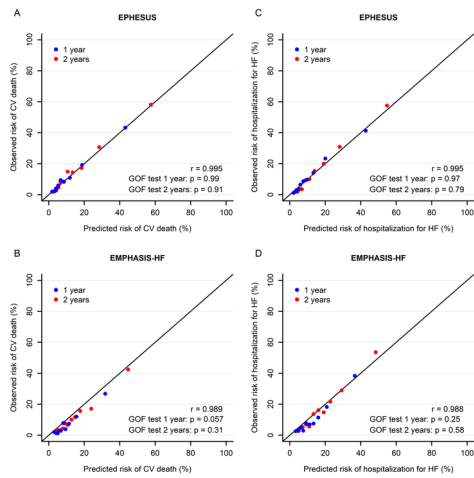 A
EPHESUS
Observed risk of CV death (%)
100
80
60
40
20
0
1 year
2 years
r = 0.995
GOF test 1 year: p = 0.99
GOF test 2 years: p = 0.91
0 20 40 60 80 100
Predicted risk of CV death (%)
C
EPHESUS
Observed risk of hospitalization for HF (%)
100
80
60
40
20
0
1 year
2 years
r = 0.995
GOF test 1 year: p = 0.97
GOF test 2 years: p = 0.79
0 20 40 60 80 100
Predicted risk of hospitalization for HF (%)
B
EMPHASIS-HF
Observed risk of CV death (%)
100
80
60
40
20
0
1 year
2 years
r = 0.989
GOF test 1 year: p = 0.057
GOF test 2 years: p = 0.31
0 20 40 60 80 100
Predicted risk of CV death (%)
D
EMPHASIS-HF
Observed risk of hospitalization for HF (%)
100
80
60
40
20
0
1 year
2 years
r = 0.988
GOF test 1 year: p = 0.25
GOF test 2 years: p = 0.58
0 20 40 60 80 100
Predicted risk of hospitalization for HF (%)